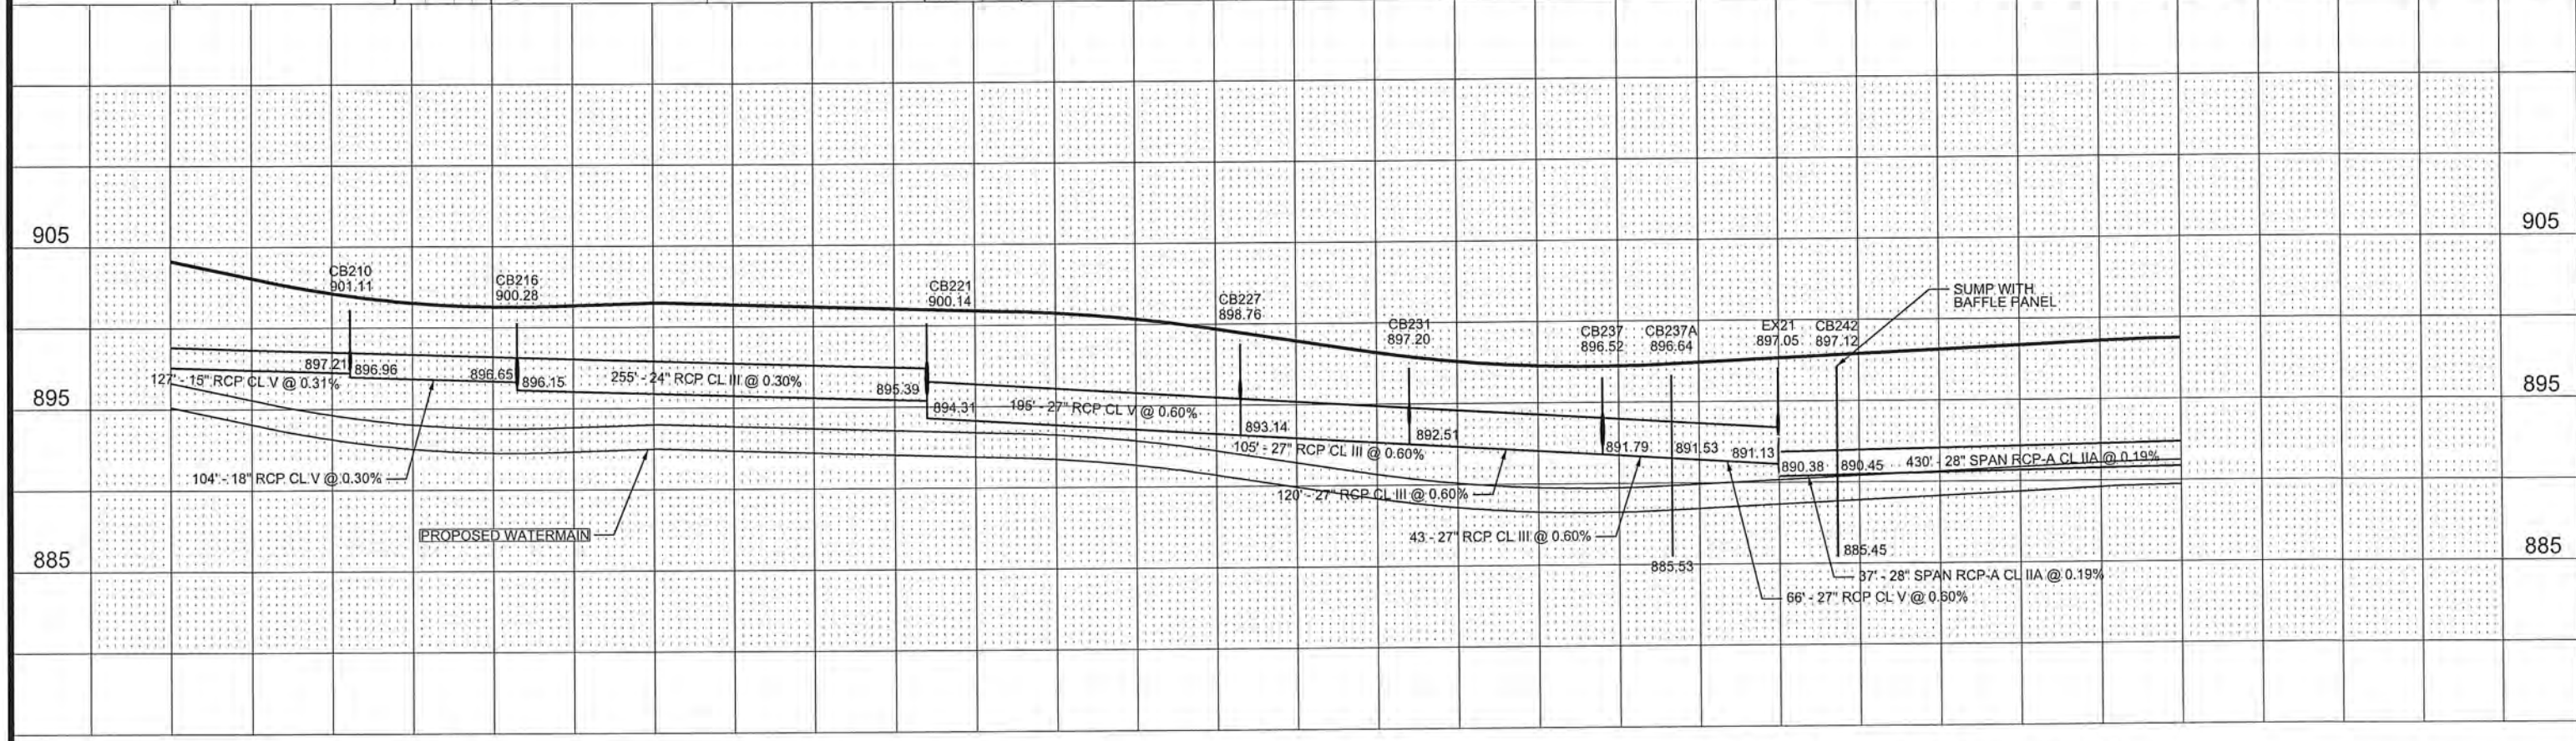 905
905
CB210
901.11
CB216
900.28
CB221
900.14
CB227
898.76
CB231
897.20
CB237
896.52
CB237A
896.64
EX21
897.05
CB242
897.12
SUMP WITH
BAFFLE PANEL
895
895
897.21
896.96
127' - 15" RCP CL V @ 0.31%
896.65
896.15
255' - 24" RCP CL III @ 0.30%
895.39
894.31
195' - 27" RCP CL V @ 0.60%
893.14
105' - 27" RCP CL III @ 0.60%
892.51
891.79
891.53
891.13
890.38
890.45
430' - 28" SPAN RCP-A CL IIA @ 0.19%
104' - 18" RCP CL V @ 0.30%
120' - 27" RCP CL III @ 0.60%
PROPOSED WATERMAIN
43 - 27" RCP CL III @ 0.60%
885
885
885.53
885.45
37' - 28" SPAN RCP-A CL IIA @ 0.19%
66' - 27" RCP CL V @ 0.60%